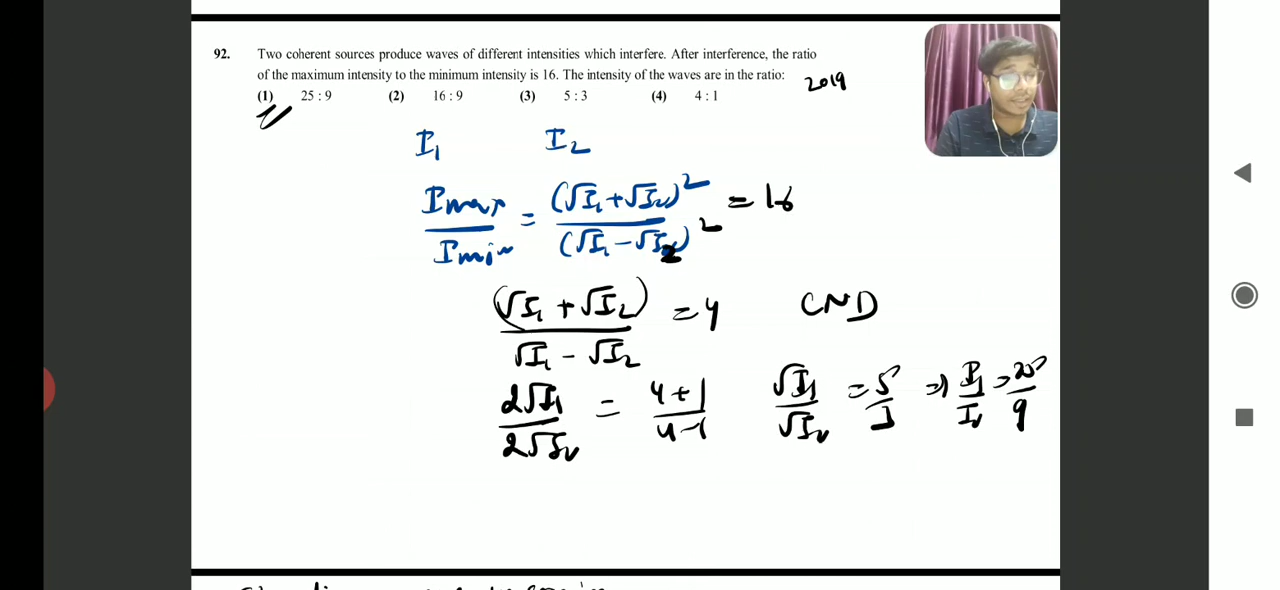 92. Two coherent sources produce waves of different intensities which interfere. After interference, the ratio
of the maximum intensity to the minimum intensity is 16. The intensity of the waves are in the ratio:
2019
(1) 25 : 9 (2) 16 : 9 (3) 5 : 3 (4) 4 : 1
I₁ I₂
Imax/Imin = (√I₁+√I₂)²/(√I₁-√I₂)² = 16
(√I₁ + √I₂)/√I₁ - √I₂ = 4 CND
2√I₁/2√I₂ = 4+1/4-1 √I₁/√I₂ = 5/3 ⇒ I₁/I₂ = 25/9